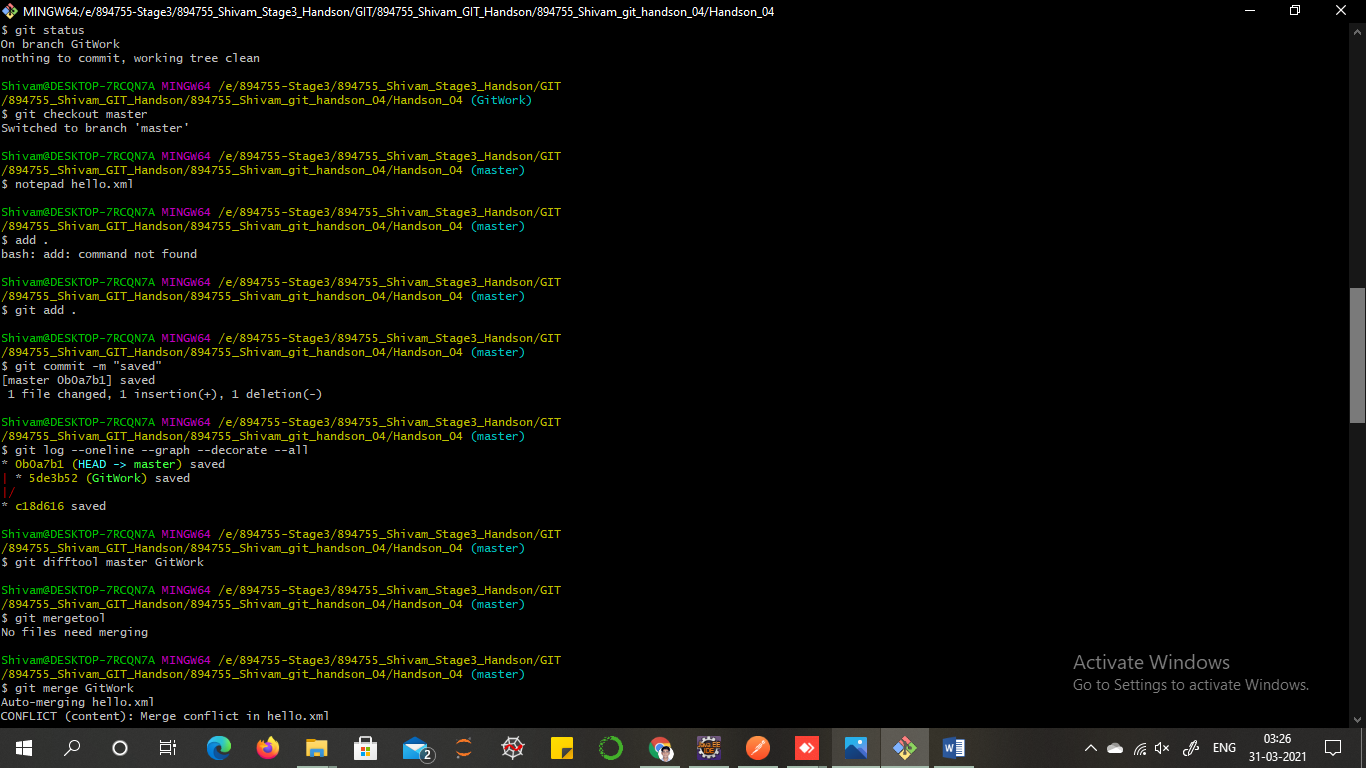 MINGW64:/e/894755-Stage3/894755_Shivam_Stage3_Handson/GIT/894755_Shivam_GIT_Handson/894755_Shivam_git_handson_04/Handson_04
$ git status
On branch GitWork
nothing to commit, working tree clean
Shivam@DESKTOP-7RCQN7A MINGW64 /e/894755-Stage3/894755_Shivam_Stage3_Handson/GIT
/894755_Shivam_GIT_Handson/894755_Shivam_git_handson_04/Handson_04 (GitWork)
$ git checkout master
Switched to branch 'master'
Shivam@DESKTOP-7RCQN7A MINGW64 /e/894755-Stage3/894755_Shivam_Stage3_Handson/GIT
/894755_Shivam_GIT_Handson/894755_Shivam_git_handson_04/Handson_04 (master)
$ notepad hello.xml
Shivam@DESKTOP-7RCQN7A MINGW64 /e/894755-Stage3/894755_Shivam_Stage3_Handson/GIT
/894755_Shivam_GIT_Handson/894755_Shivam_git_handson_04/Handson_04 (master)
$ add .
bash: add: command not found
Shivam@DESKTOP-7RCQN7A MINGW64 /e/894755-Stage3/894755_Shivam_Stage3_Handson/GIT
/894755_Shivam_GIT_Handson/894755_Shivam_git_handson_04/Handson_04 (master)
$ git add .
Shivam@DESKTOP-7RCQN7A MINGW64 /e/894755-Stage3/894755_Shivam_Stage3_Handson/GIT
/894755_Shivam_GIT_Handson/894755_Shivam_git_handson_04/Handson_04 (master)
$ git commit -m "saved"
[master 0b0a7b1] saved
 1 file changed, 1 insertion(+), 1 deletion(-)
Shivam@DESKTOP-7RCQN7A MINGW64 /e/894755-Stage3/894755_Shivam_Stage3_Handson/GIT
/894755_Shivam_GIT_Handson/894755_Shivam_git_handson_04/Handson_04 (master)
$ git log --oneline --graph --decorate --all
* 0b0a7b1 (HEAD -> master) saved
| * 5de3b52 (GitWork) saved
|/
* c18d616 saved
Shivam@DESKTOP-7RCQN7A MINGW64 /e/894755-Stage3/894755_Shivam_Stage3_Handson/GIT
/894755_Shivam_GIT_Handson/894755_Shivam_git_handson_04/Handson_04 (master)
$ git difftool master GitWork
Shivam@DESKTOP-7RCQN7A MINGW64 /e/894755-Stage3/894755_Shivam_Stage3_Handson/GIT
/894755_Shivam_GIT_Handson/894755_Shivam_git_handson_04/Handson_04 (master)
$ git mergetool
No files need merging
Shivam@DESKTOP-7RCQN7A MINGW64 /e/894755-Stage3/894755_Shivam_Stage3_Handson/GIT
/894755_Shivam_GIT_Handson/894755_Shivam_git_handson_04/Handson_04 (master)
$ git merge GitWork
Auto-merging hello.xml
CONFLICT (content): Merge conflict in hello.xml
Activate Windows
Go to Settings to activate Windows.
2
Java EE
IDE
ENG
03:26
31-03-2021